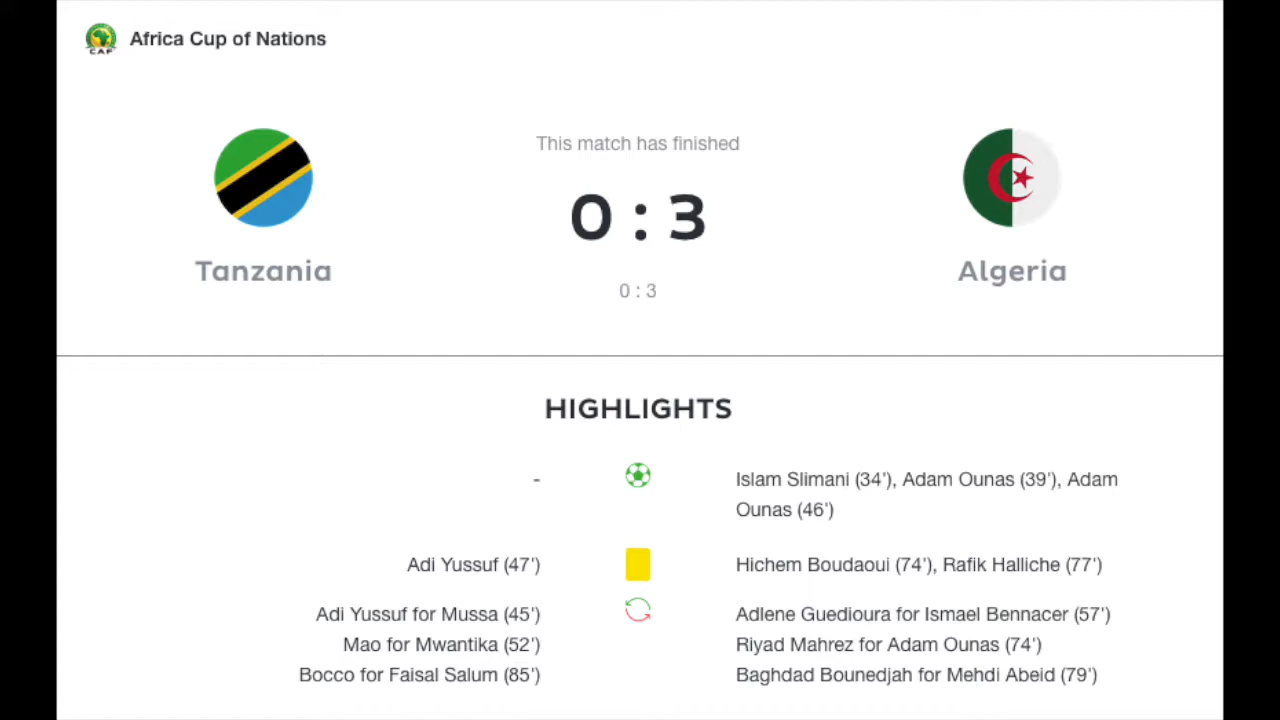 CAF
Africa Cup of Nations
This match has finished
0 : 3
Tanzania
Algeria
0 : 3
HIGHLIGHTS
-
Islam Slimani (34'), Adam Ounas (39'), Adam
Ounas (46')
Adi Yussuf (47')
Hichem Boudaoui (74'), Rafik Halliche (77')
Adi Yussuf for Mussa (45')
Adlene Guedioura for Ismael Bennacer (57')
Mao for Mwantika (52')
Riyad Mahrez for Adam Ounas (74')
Bocco for Faisal Salum (85')
Baghdad Bounedjah for Mehdi Abeid (79')